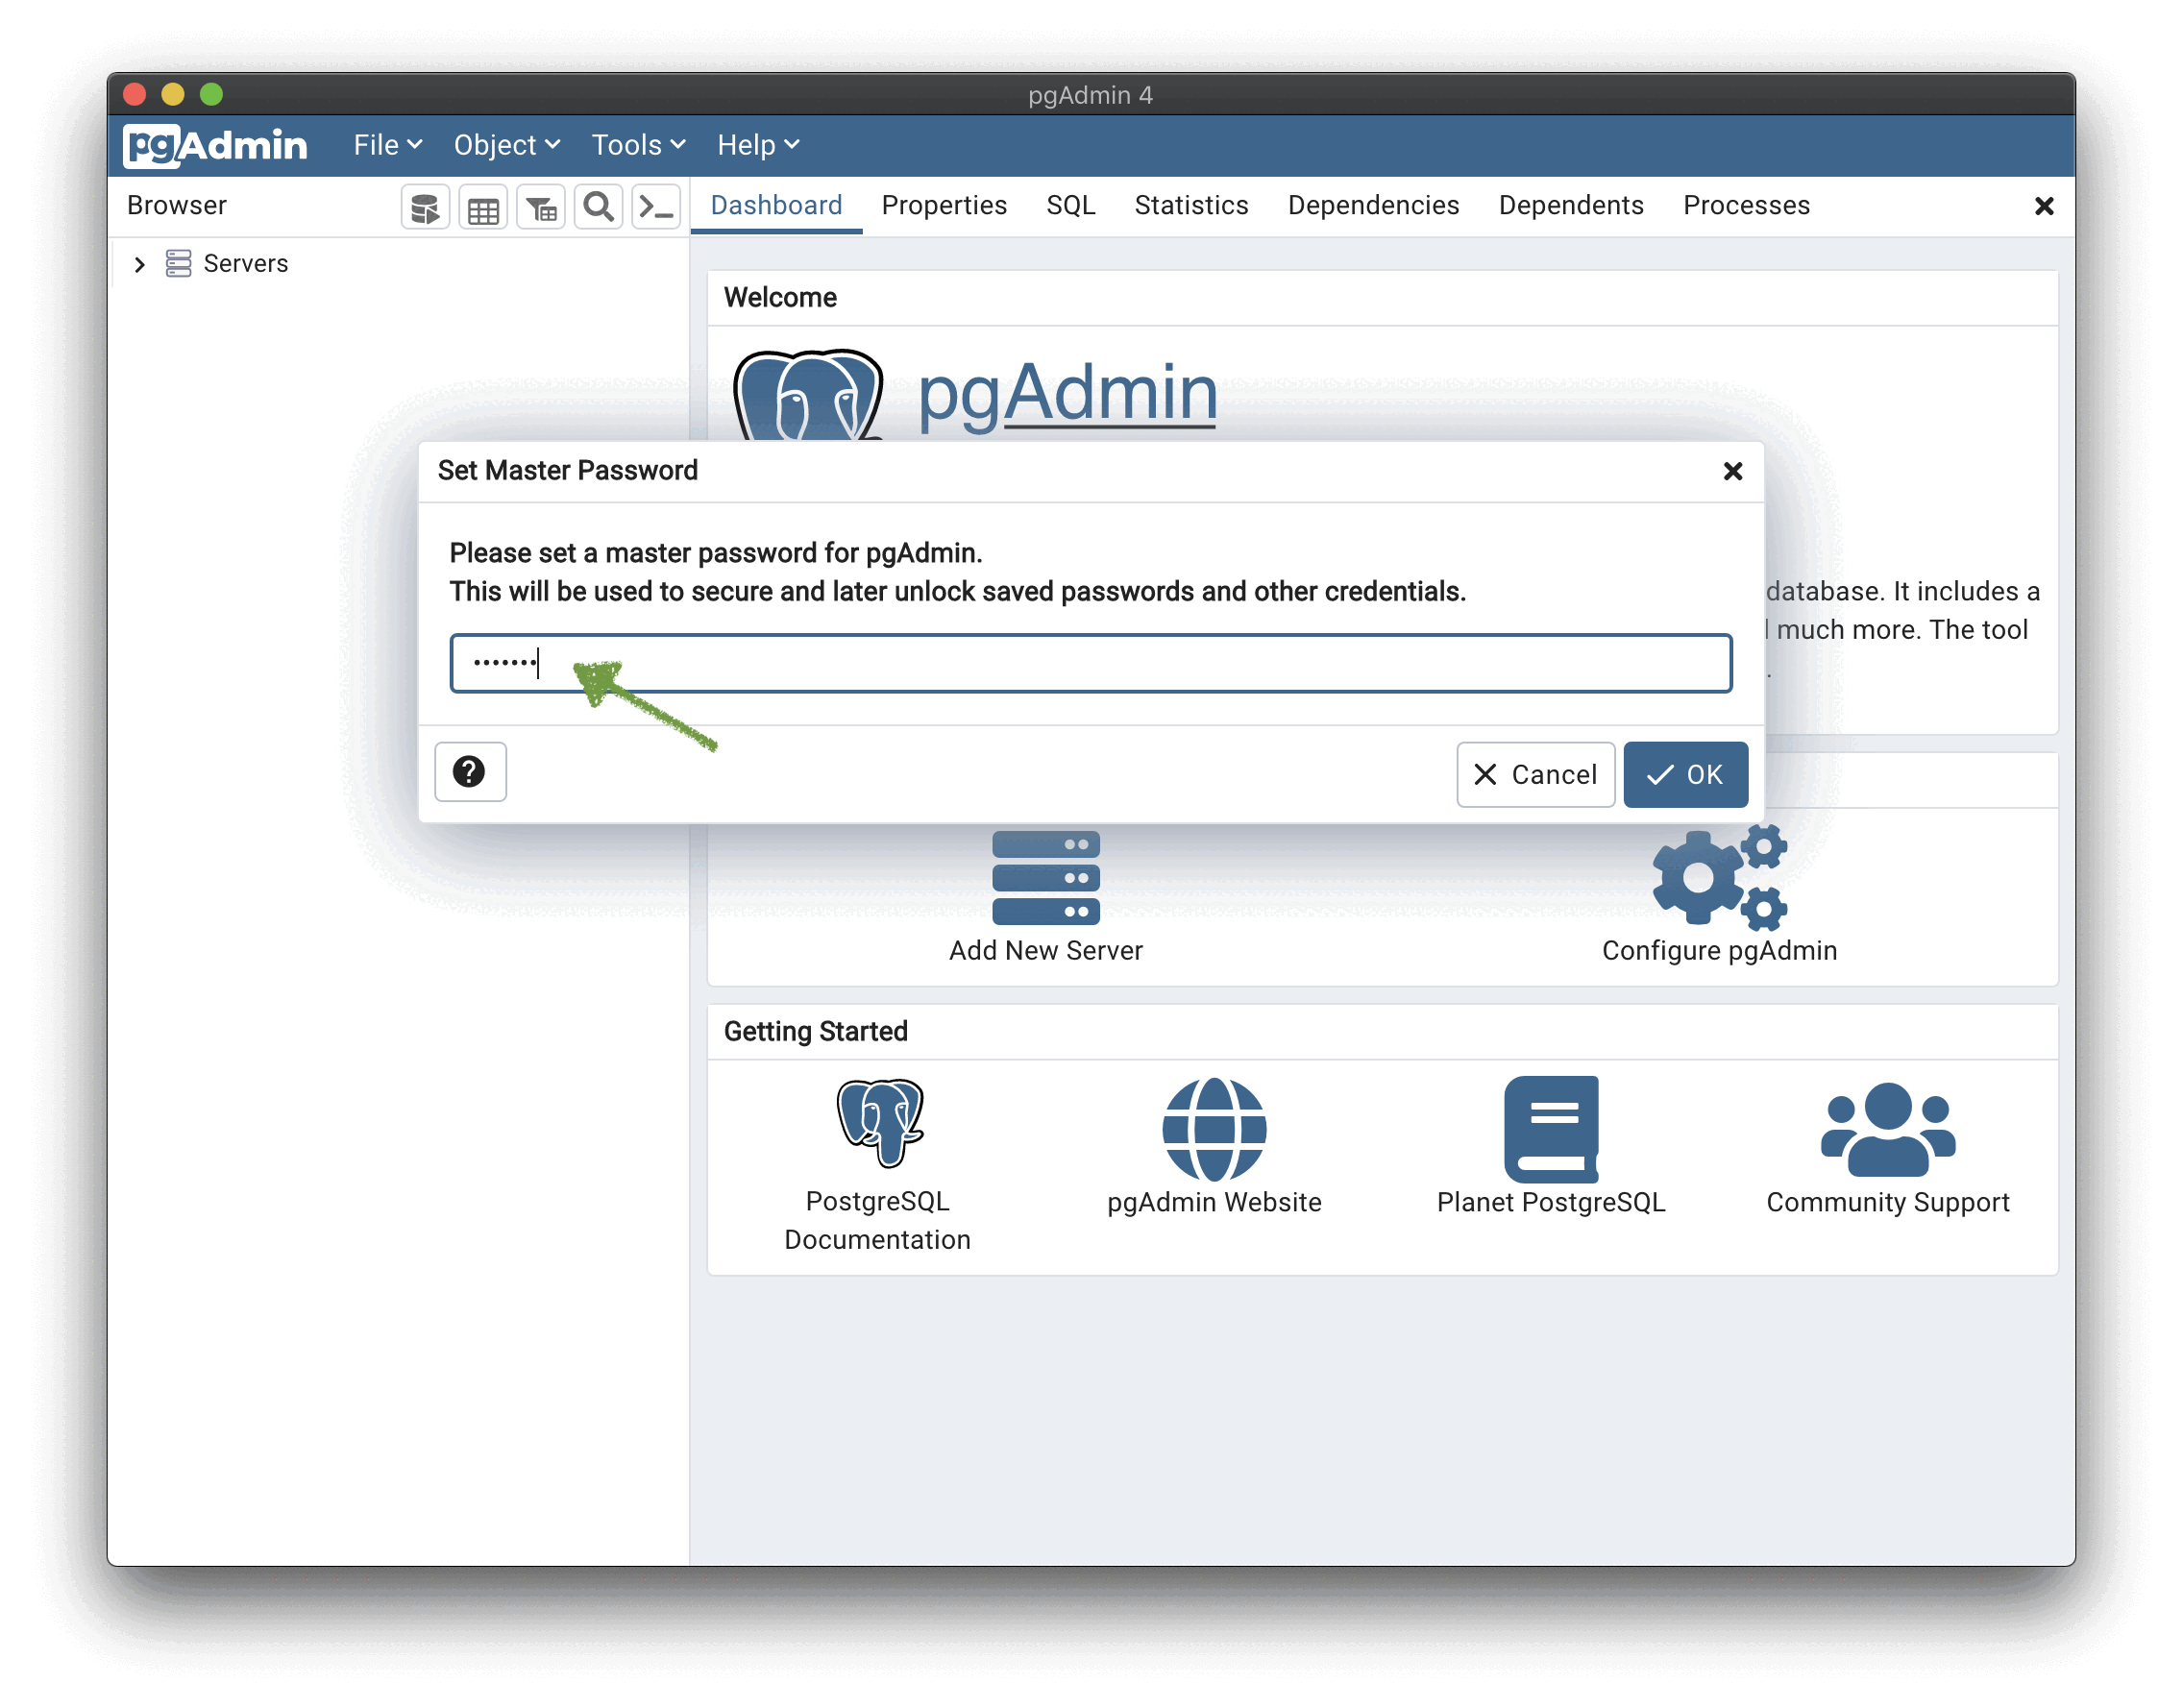 pgAdmin 4
pgAdmin File Object Tools Help
Browser
Dashboard Properties SQL Statistics Dependencies Dependents Processes
Servers
Welcome
pgAdmin
Set Master Password
Please set a master password for pgAdmin.
This will be used to secure and later unlock saved passwords and other credentials.
database. It includes a
much more. The tool
•••••••
? Cancel OK
Add New Server
Configure pgAdmin
Getting Started
PostgreSQL
Documentation
pgAdmin Website
Planet PostgreSQL
Community Support